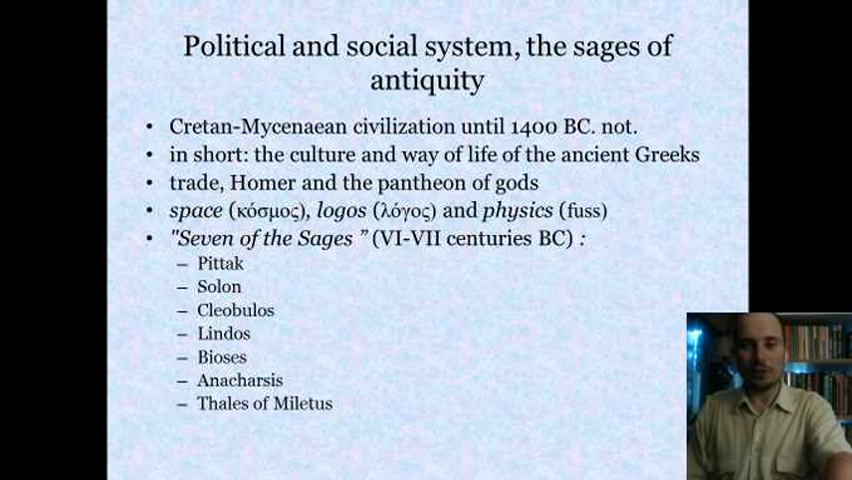 Political and social system, the sages of
antiquity
• Cretan-Mycenaean civilization until 1400 BC. not.
• in short: the culture and way of life of the ancient Greeks
• trade, Homer and the pantheon of gods
• space (κόσμος), logos (λόγος) and physics (fuss)
• "Seven of the Sages ” (VI-VII centuries BC) :
– Pittak
– Solon
– Cleobulos
– Lindos
– Bioses
– Anacharsis
– Thales of Miletus